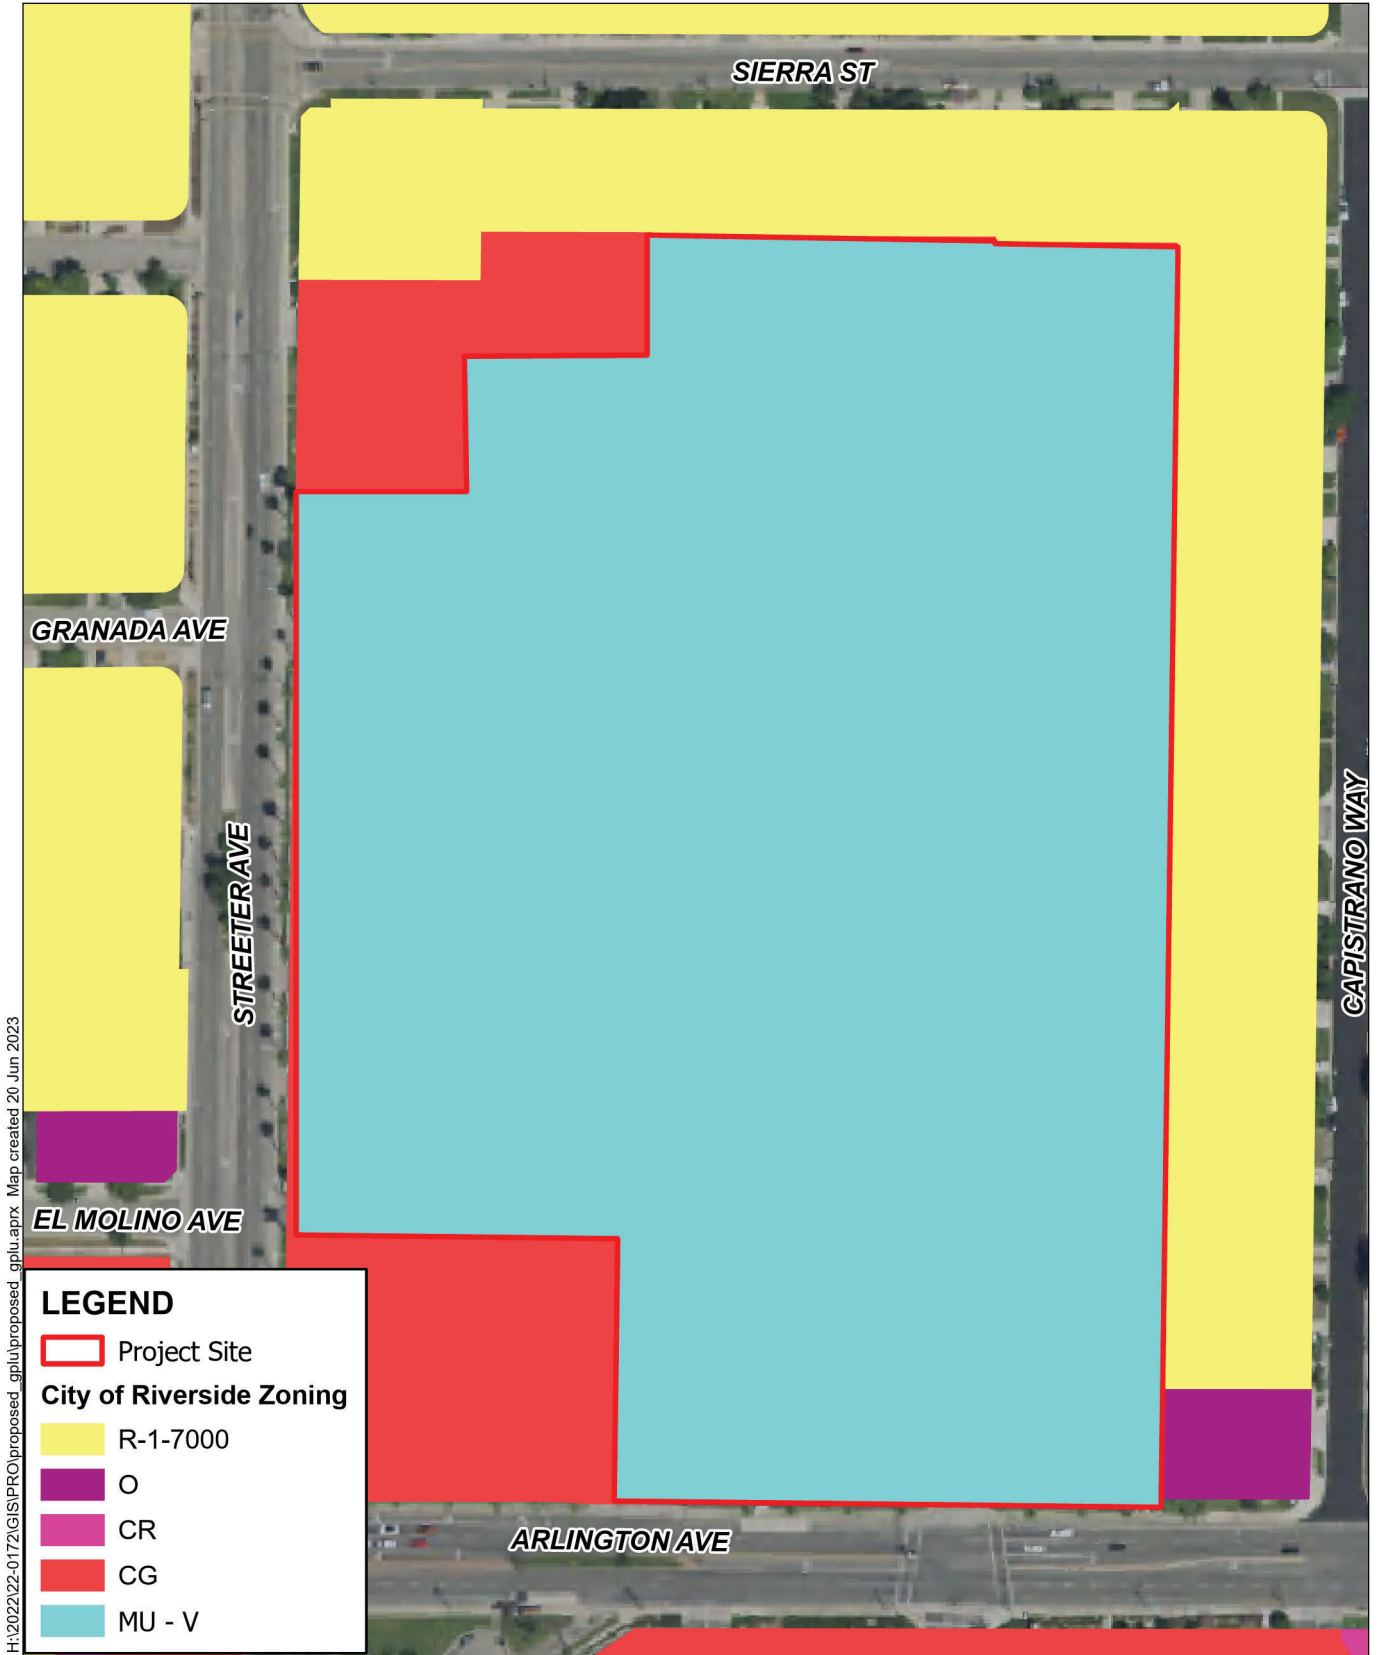 SIERRA ST
GRANADA AVE
STREETER AVE
CAPISTRANO WAY
EL MOLINO AVE
ARLINGTON AVE
LEGEND
Project Site
City of Riverside Zoning
R-1-7000
O
CR
CG
MU - V
H:\2022\22-0172\GIS\PRO\proposed_gplu\proposed_gplu.aprx Map created 20 Jun 2023